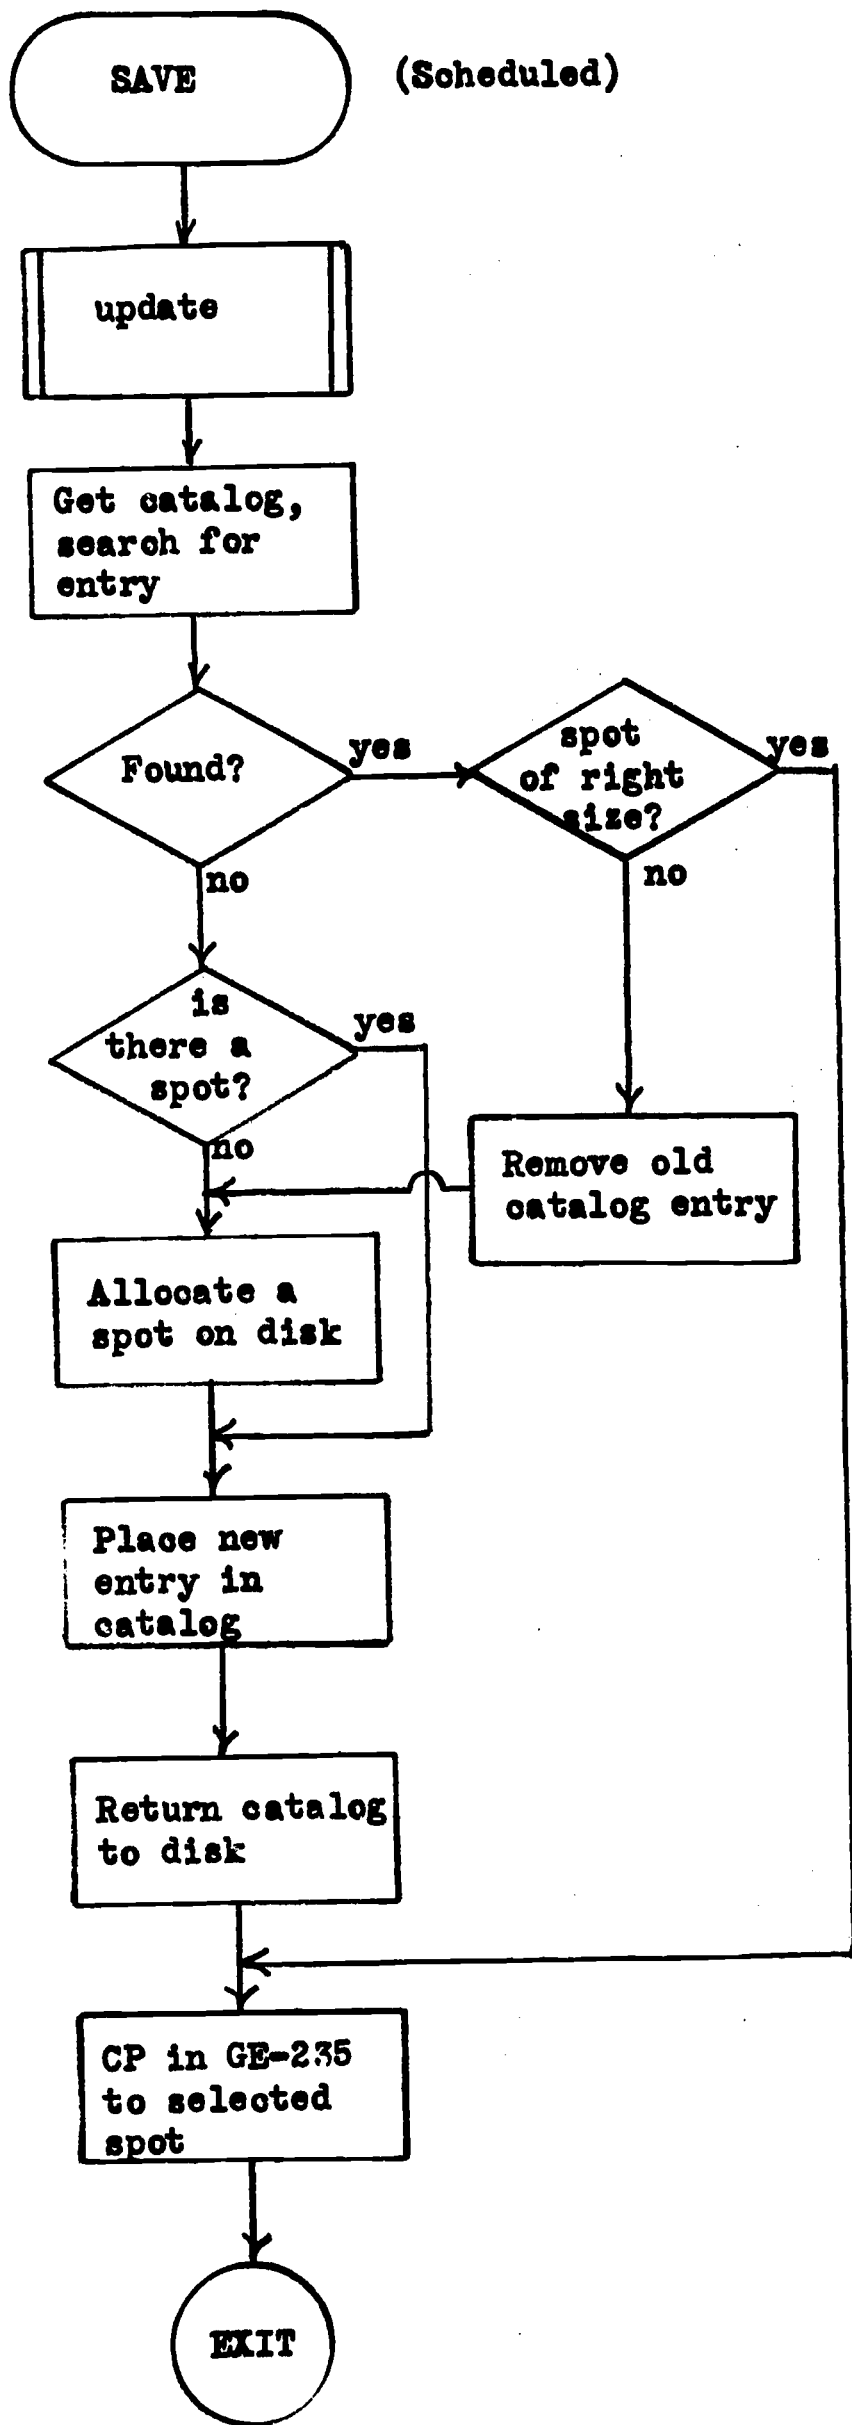 SAVE
(Scheduled)
update
Get catalog,
search for
entry
Found?
yes
spot
of right
size?
yes
no
no
is
there a
spot?
yes
no
Remove old
catalog entry
Allocate a
spot on disk
Place new
entry in
catalog
Return catalog
to disk
CP in GE-235
to selected
spot
EXIT